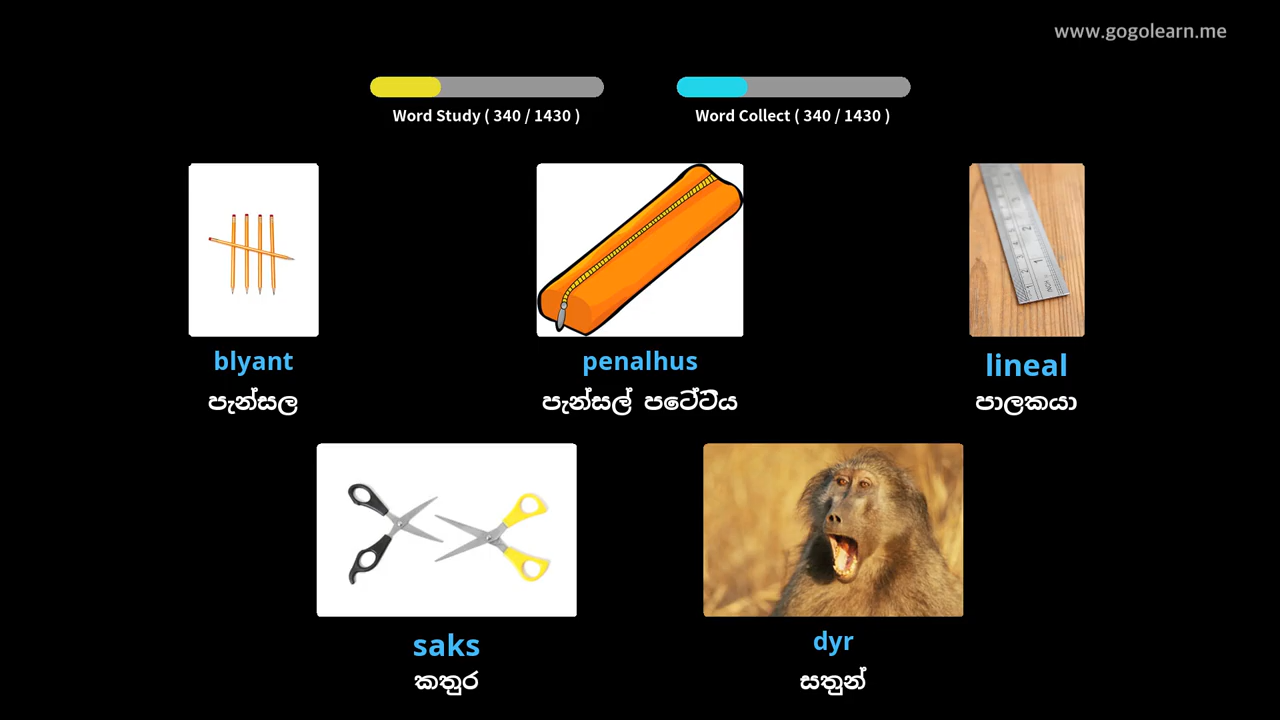 www.gogolearn.me
Word Study ( 340 / 1430 )
Word Collect ( 340 / 1430 )
blyant
පැන්සල
penalhus
පැන්සල් පටේට්ය
lineal
පාලකයා
saks
කතුර
dyr
සතුන්